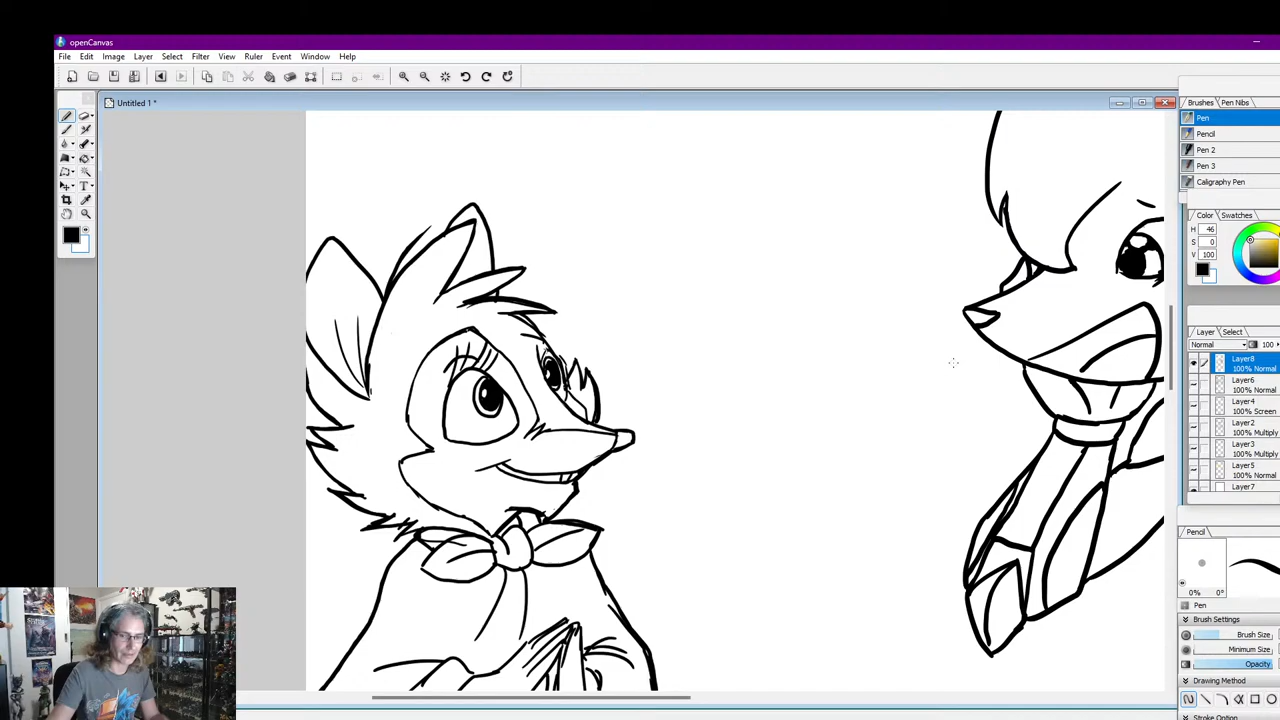 openCanvas
File Edit Image Layer Select Filter View Ruler Event Window Help
Untitled 1 *
Brushes Pen Nibs
Pen
Pencil
Pen 2
Pen 3
Caligraphy Pen
Color Swatches
H 46
S 0
V 100
Layer Select
Normal 100
Layer8
100% Normal
Layer6
100% Normal
Layer4
100% Screen
Layer2
100% Multiply
Layer3
100% Multiply
Layer5
100% Normal
Layer7
Pencil
0% 0°
Pen
Brush Settings
Brush Size
Minimum Size
Opacity
Drawing Method
Stroke Option